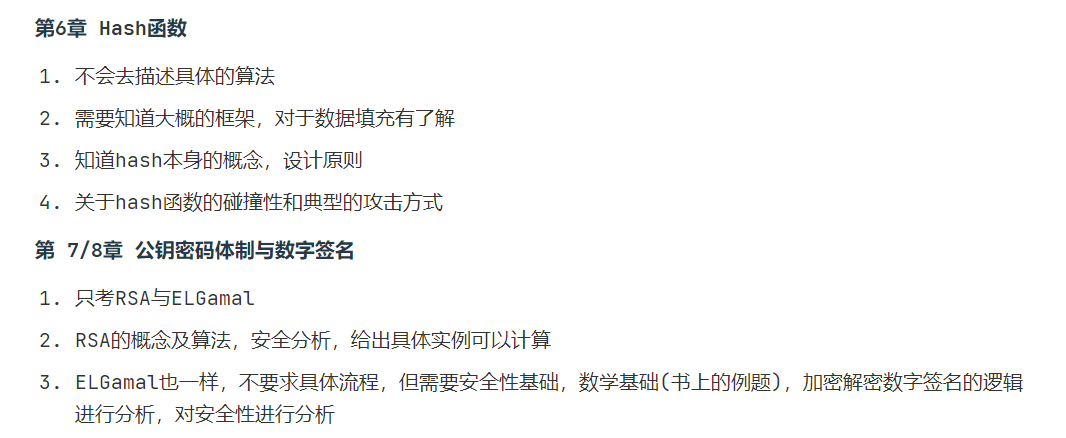 第6章 Hash函数
1. 不会去描述具体的算法
2. 需要知道大概的框架，对于数据填充有了解
3. 知道hash本身的概念，设计原则
4. 关于hash函数的碰撞性和典型的攻击方式
第 7/8章 公钥密码体制与数字签名
1. 只考RSA与ELGamal
2. RSA的概念及算法，安全分析，给出具体实例可以计算
3. ELGamal也一样，不要求具体流程，但需要安全性基础，数学基础(书上的例题)，加密解密数字签名的逻辑
进行分析，对安全性进行分析